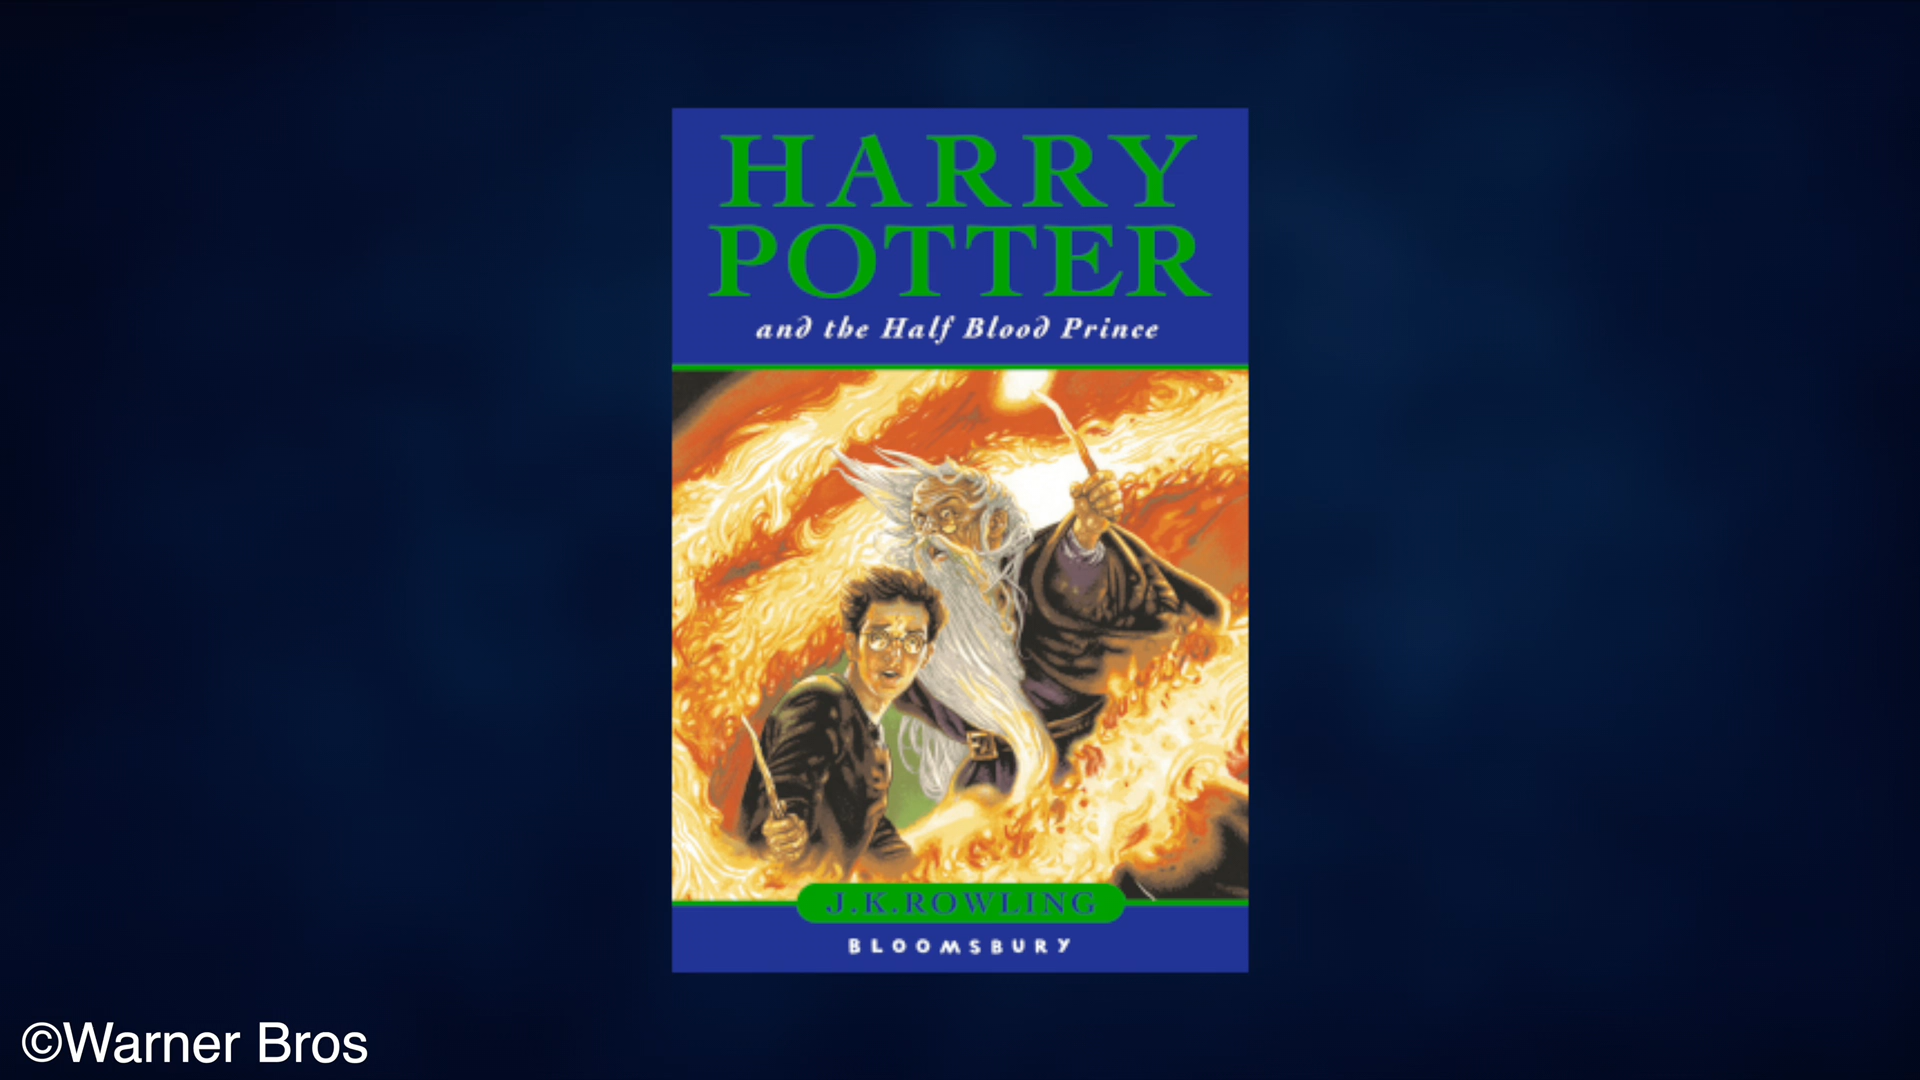 HARRY
POTTER
and the Half Blood Prince
J.K.ROWLING
BLOOMSBURY
©Warner Bros